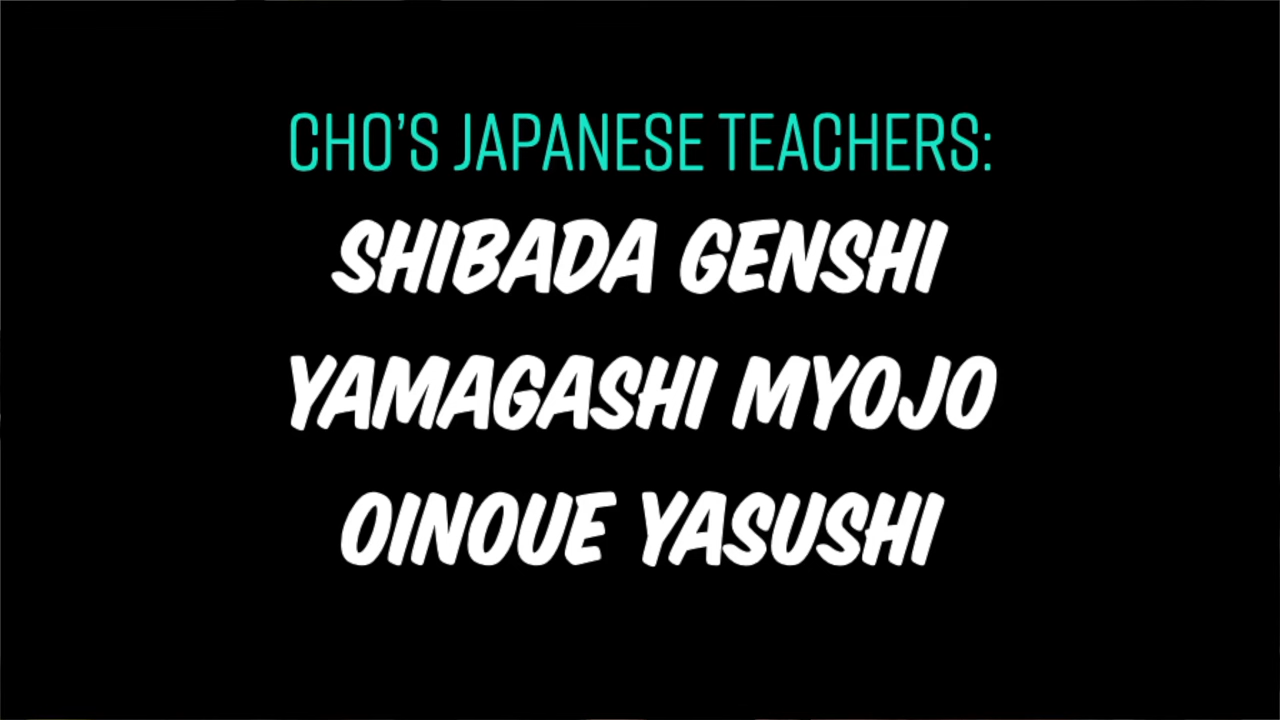 CHO'S JAPANESE TEACHERS:
SHIBADA GENSHI
YAMAGASHI MYOJO
OINOUE YASUSHI